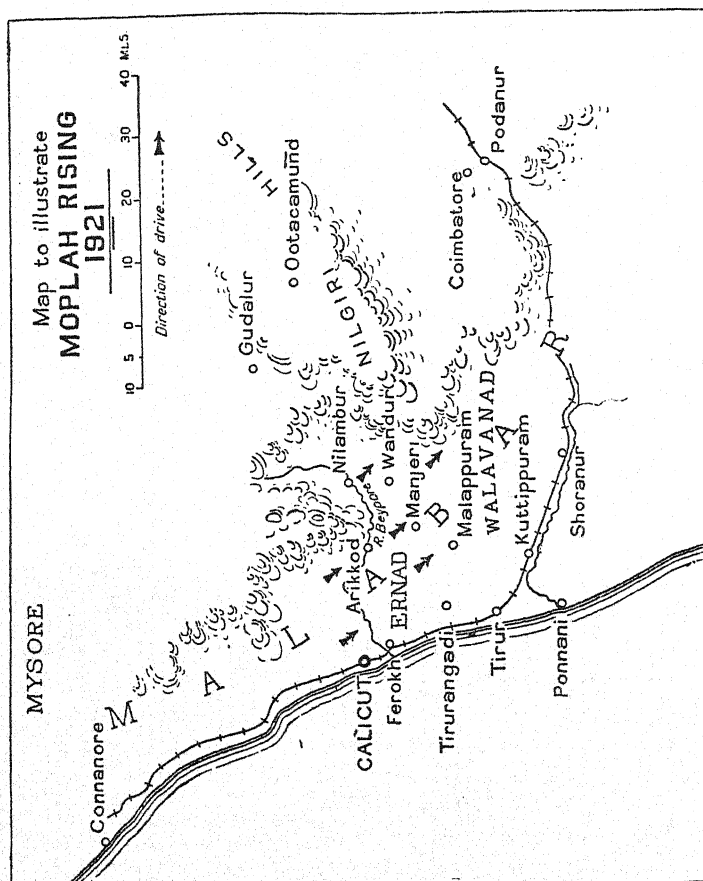 Map to illustrate
MOPLAH RISING
1921
10 5 0 10 20 30 40 MLS.
Direction of drive
MYSORE
Connanore
MALABAR
Gudalur
HILLS
Ootacamund
NILGIRI
Nilambur
Wandur
R. Beypore
Arikkod
Manjeri
CALICUT
Ferokh
ERNAD
Malappuram
WALAVANAD
Coimbatore
Podanur
Tirurangadi
Tirur
Kuttippuram
Shoranur
Ponnani